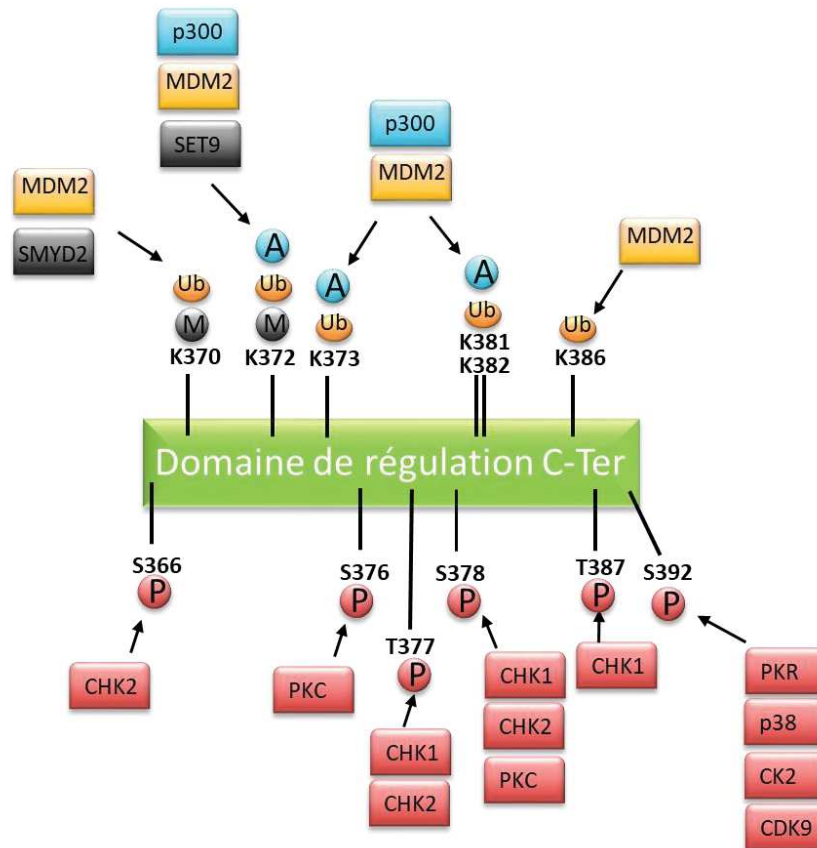 p300
MDM2
SET9
p300
MDM2
MDM2
SMYD2
MDM2
A
Ub
M
K370
Ub
M
K372
A
Ub
K373
A
Ub
K381
K382
Ub
K386
Domaine de régulation C-Ter
S366
P
S376
P
T377
P
S378
P
T387
P
S392
P
CHK2
PKC
CHK1
CHK2
CHK1
CHK2
PKC
CHK1
PKR
p38
CK2
CDK9